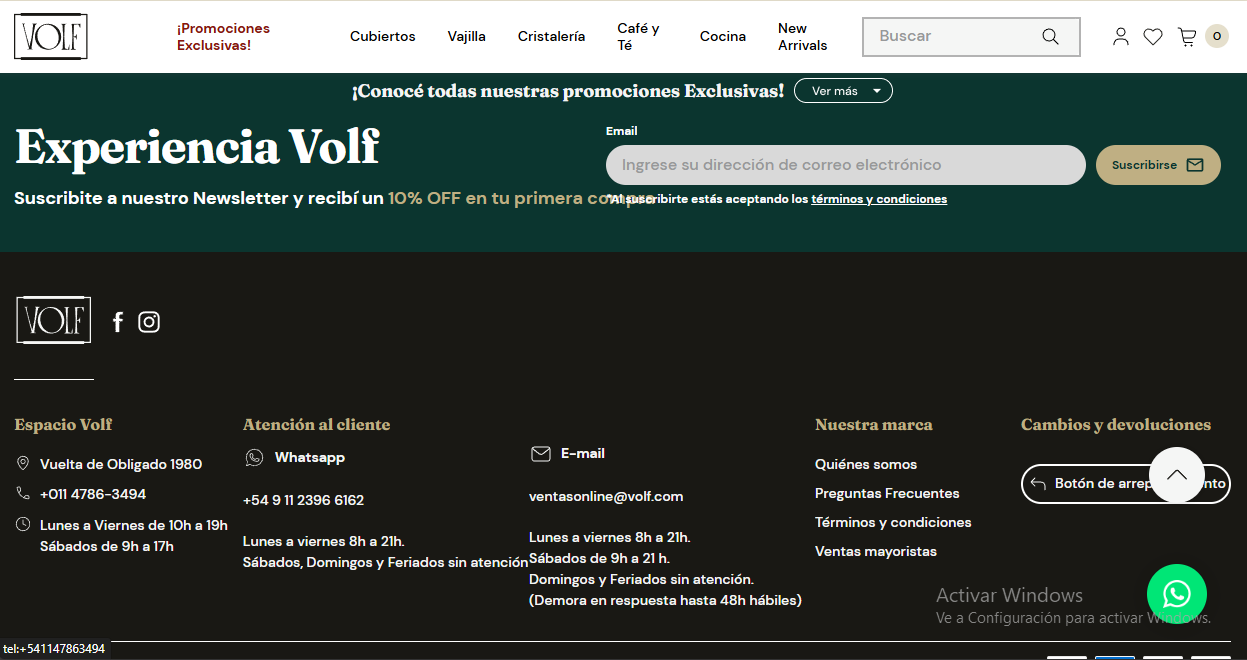 VOLF
¡Promociones
Exclusivas!
Cubiertos
Vajilla
Cristalería
Café y
Té
Cocina
New
Arrivals
Buscar
0
¡Conocé todas nuestras promociones Exclusivas!
Ver más
Experiencia Volf
Suscribite a nuestro Newsletter y recibí un 10% OFF en tu primera compra
Email
Ingrese su dirección de correo electrónico
Suscribirse
*Al suscribirte estás aceptando los términos y condiciones
VOLF
Espacio Volf
Vuelta de Obligado 1980
+011 4786-3494
Lunes a Viernes de 10h a 19h
Sábados de 9h a 17h
Atención al cliente
Whatsapp
+54 9 11 2396 6162
Lunes a viernes 8h a 21h.
Sábados, Domingos y Feriados sin atención
E-mail
ventasonline@volf.com
Lunes a viernes 8h a 21h.
Sábados de 9h a 21 h.
Domingos y Feriados sin atención.
(Demora en respuesta hasta 48h hábiles)
Nuestra marca
Quiénes somos
Preguntas Frecuentes
Términos y condiciones
Ventas mayoristas
Cambios y devoluciones
Botón de arrep nto
Activar Windows
Ve a Configuración para activar Windows.
tel:+541147863494